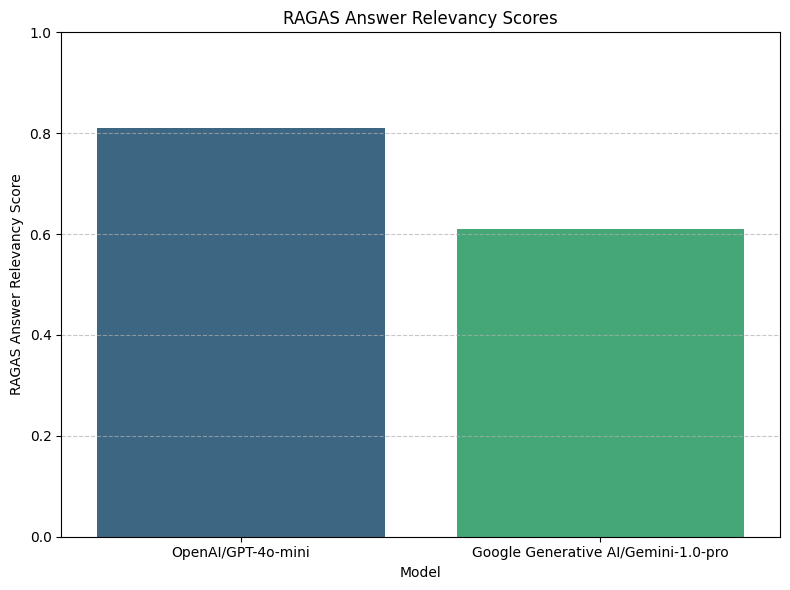 RAGAS Answer Relevancy Scores
RAGAS Answer Relevancy Score
1.0
0.8
0.6
0.4
0.2
0.0
OpenAI/GPT-4o-mini
Google Generative AI/Gemini-1.0-pro
Model